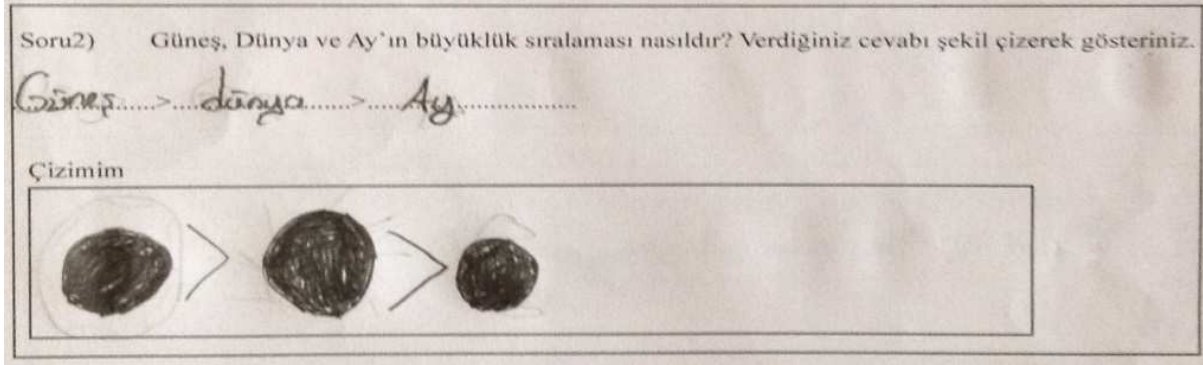 Soru2) Güneş, Dünya ve Ay'ın büyüklük sıralaması nasıldır? Verdiğiniz cevabı şekil çizerek gösteriniz.
Güneş......>....dünya.......>.....Ay.................
Çizimim
> >